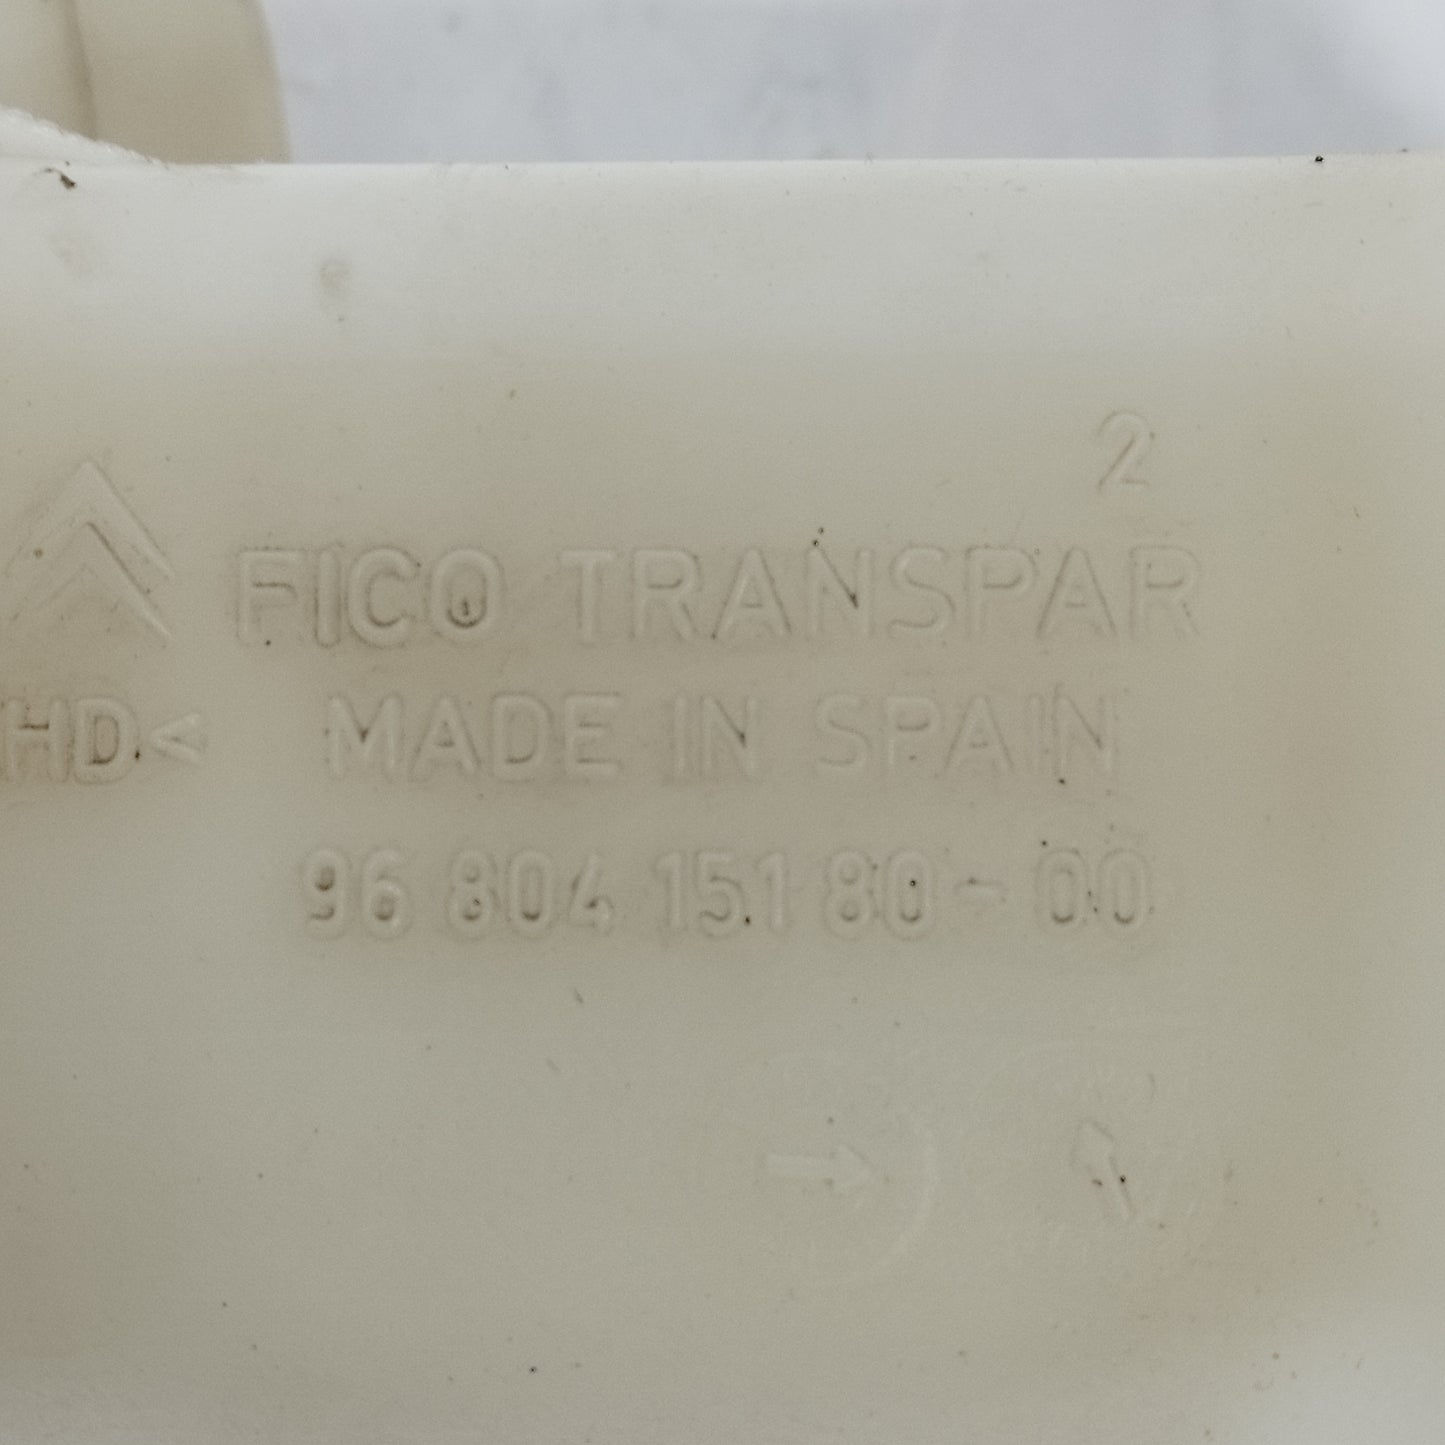 2
FICO TRANSPAR
HD< MADE IN SPAIN
96 804 151 80-00